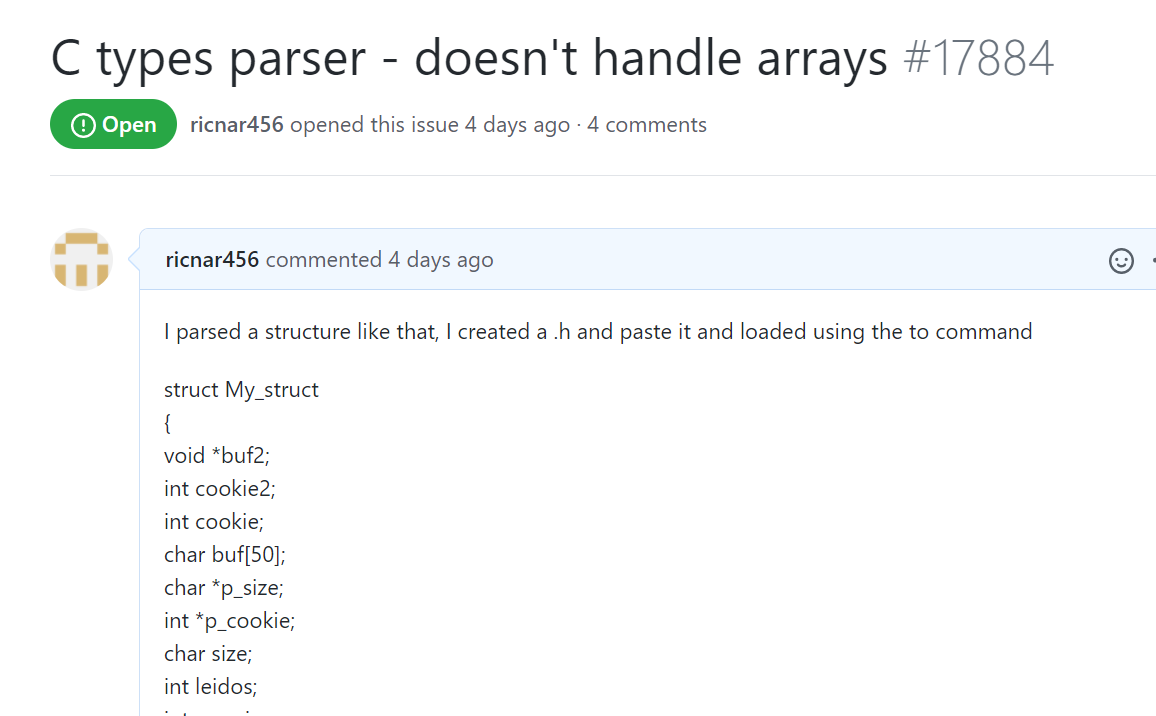 C types parser - doesn't handle arrays #17884
Open ricnar456 opened this issue 4 days ago · 4 comments
ricnar456 commented 4 days ago
I parsed a structure like that, I created a .h and paste it and loaded using the to command
struct My_struct
{
void *buf2;
int cookie2;
int cookie;
char buf[50];
char *p_size;
int *p_cookie;
char size;
int leidos;